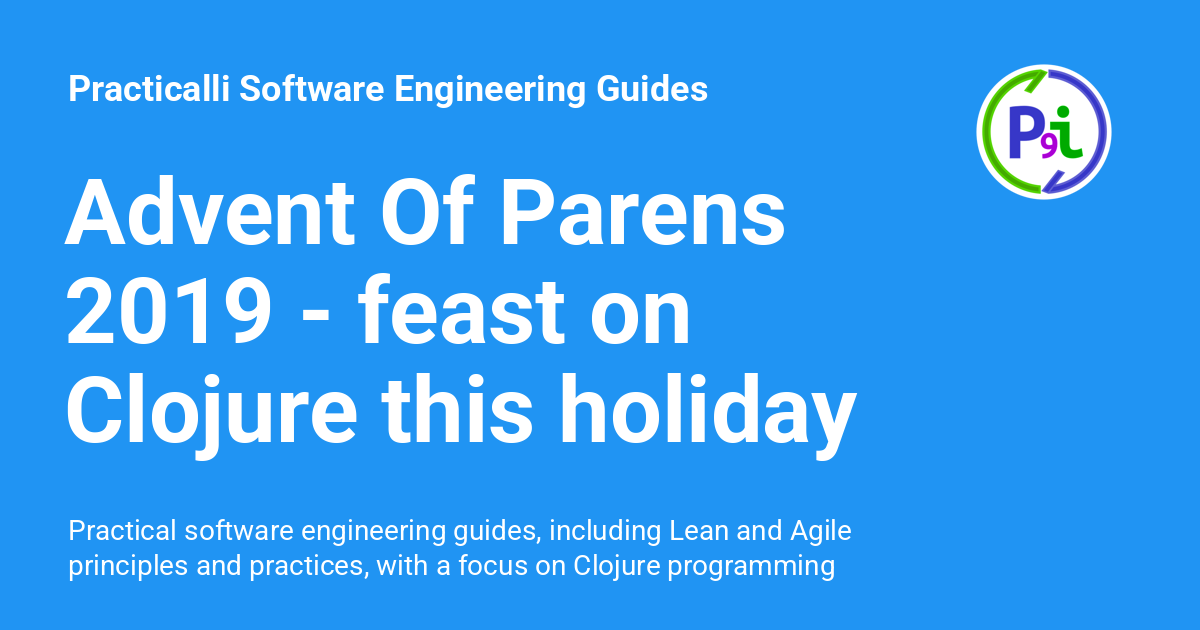 Practicalli Software Engineering Guides
P9i
Advent Of Parens
2019 - feast on
Clojure this holiday
Practical software engineering guides, including Lean and Agile
principles and practices, with a focus on Clojure programming